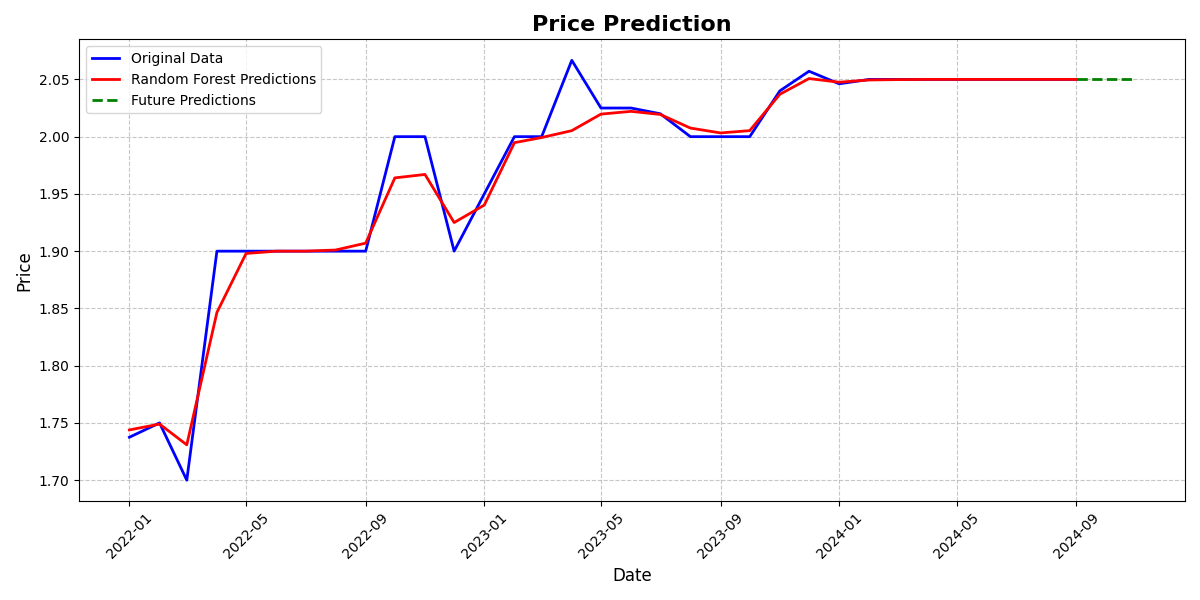 Price Prediction
Original Data
Random Forest Predictions
Future Predictions
Price
2.05
2.00
1.95
1.90
1.85
1.80
1.75
1.70
2022-01
2022-05
2022-09
2023-01
2023-05
2023-09
2024-01
2024-05
2024-09
Date